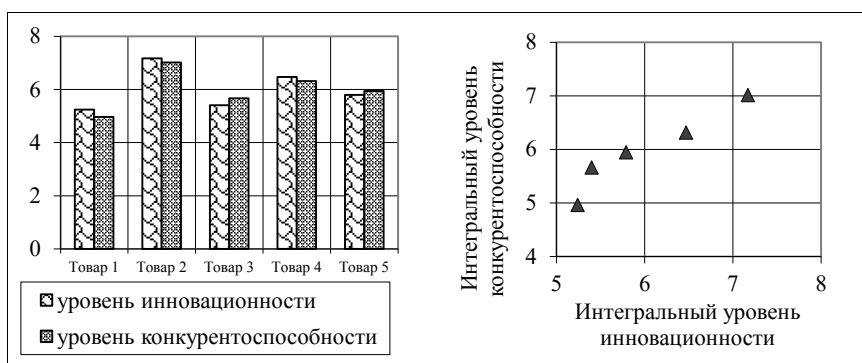 8
6
4
2
0
Товар 1 Товар 2 Товар 3 Товар 4 Товар 5
уровень инновационности
уровень конкурентоспособности
Интегральный уровень
конкурентоспособности
8
7
6
5
4
5 6 7 8
Интегральный уровень
инновационности